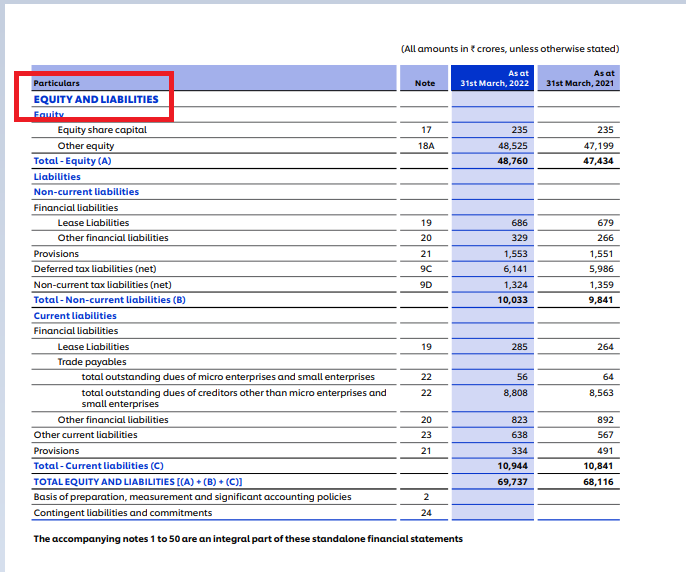 (All amounts in ₹ crores, unless otherwise stated)
Particulars Note As at 31st March, 2022 As at 31st March, 2021
EQUITY AND LIABILITIES
Equity
Equity share capital 17 235 235
Other equity 18A 48,525 47,199
Total - Equity (A) 48,760 47,434
Liabilities
Non-current liabilities
Financial liabilities
Lease Liabilities 19 686 679
Other financial liabilities 20 329 266
Provisions 21 1,553 1,551
Deferred tax liabilities (net) 9C 6,141 5,986
Non-current tax liabilities (net) 9D 1,324 1,359
Total - Non-current liabilities (B) 10,033 9,841
Current liabilities
Financial liabilities
Lease Liabilities 19 285 264
Trade payables
total outstanding dues of micro enterprises and small enterprises 22 56 64
total outstanding dues of creditors other than micro enterprises and 22 8,808 8,563
small enterprises
Other financial liabilities 20 823 892
Other current liabilities 23 638 567
Provisions 21 334 491
Total - Current liabilities (C) 10,944 10,841
TOTAL EQUITY AND LIABILITIES [(A) + (B) + (C)] 69,737 68,116
Basis of preparation, measurement and significant accounting policies 2
Contingent liabilities and commitments 24
The accompanying notes 1 to 50 are an integral part of these standalone financial statements